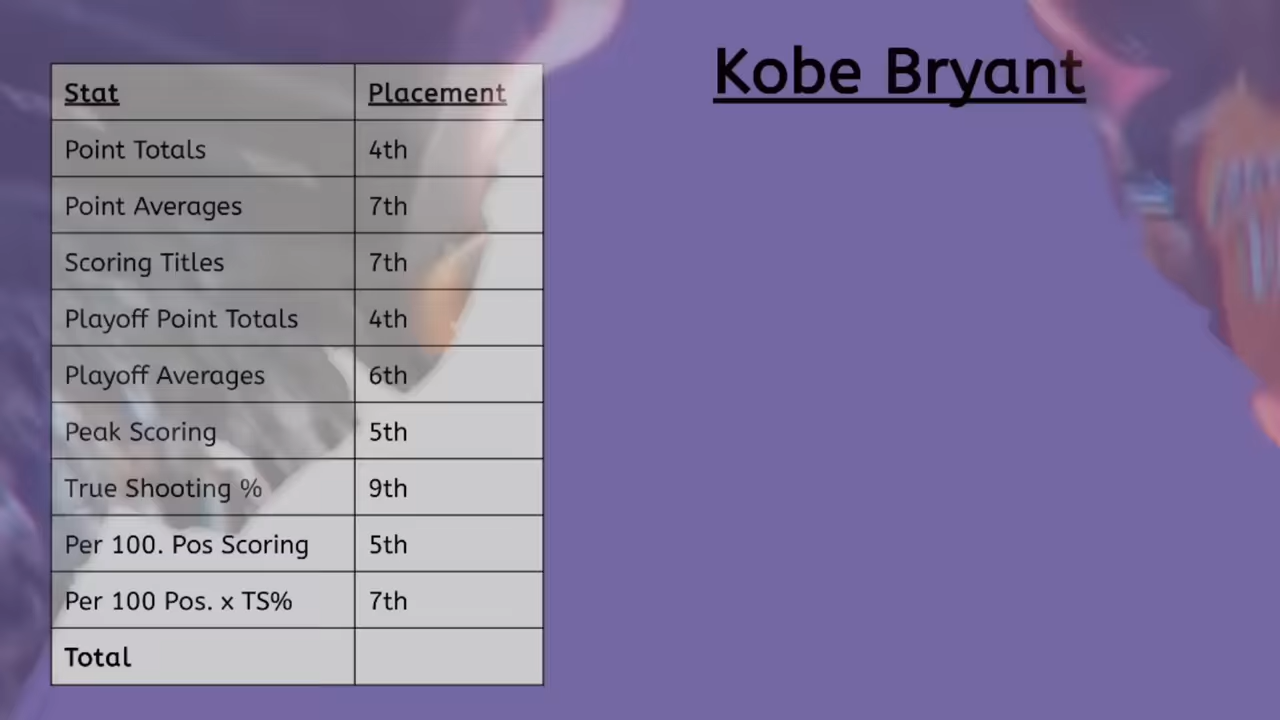 Kobe Bryant
Stat Placement
Point Totals 4th
Point Averages 7th
Scoring Titles 7th
Playoff Point Totals 4th
Playoff Averages 6th
Peak Scoring 5th
True Shooting % 9th
Per 100. Pos Scoring 5th
Per 100 Pos. x TS% 7th
Total